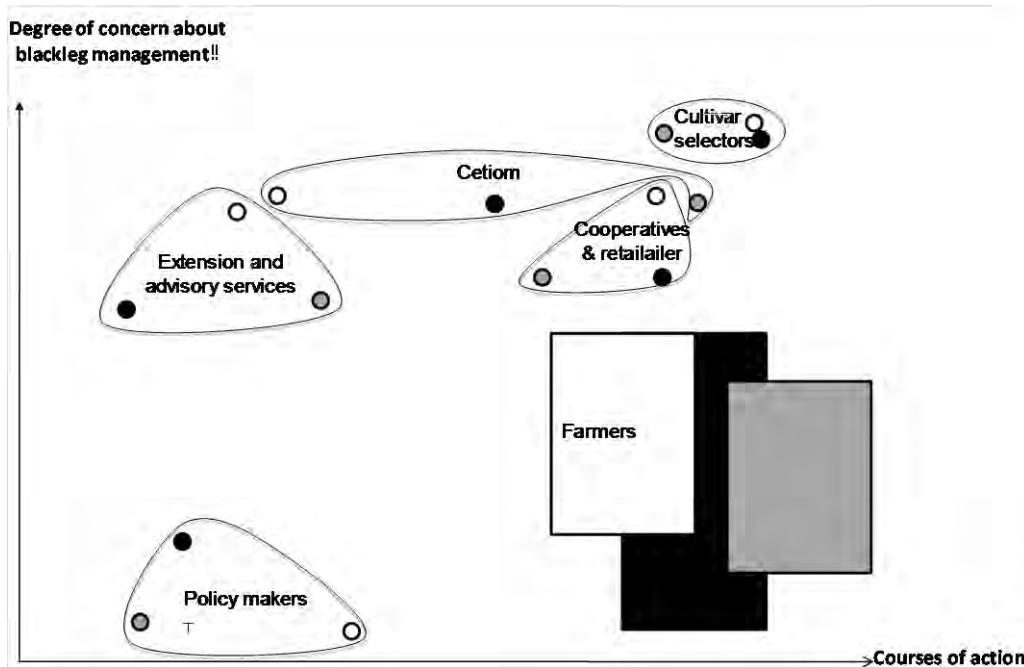 Degree of concern about
blackleg management!!
Cultivar
selectors
Cetiom
Cooperatives
& retailailer
Extension and
advisory services
Farmers
Policy makers
T
Courses of action